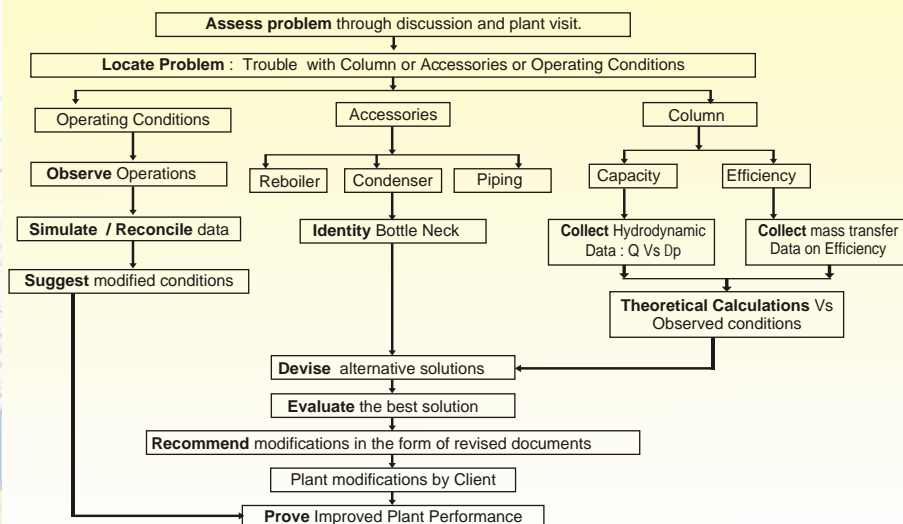 Assess problem through discussion and plant visit.
Locate Problem : Trouble with Column or Accessories or Operating Conditions
Operating Conditions
Accessories
Column
Observe Operations
Reboiler
Condenser
Piping
Capacity
Efficiency
Simulate / Reconcile data
Identity Bottle Neck
Collect Hydrodynamic
Data : Q Vs Dp
Collect mass transfer
Data on Efficiency
Suggest modified conditions
Theoretical Calculations Vs
Observed conditions
Devise alternative solutions
Evaluate the best solution
Recommend modifications in the form of revised documents
Plant modifications by Client
Prove Improved Plant Performance